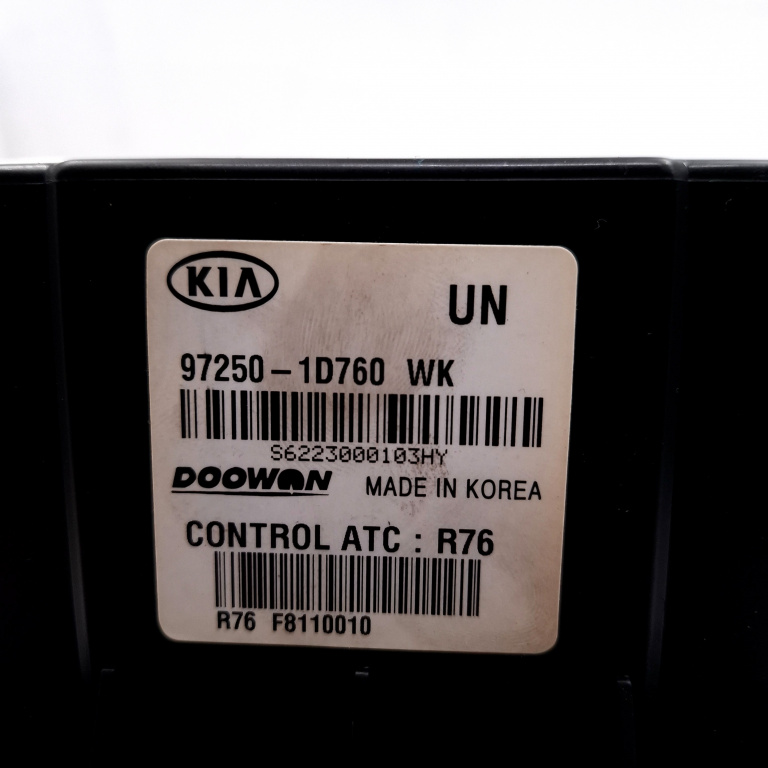 KIA UN
97250-1D760 WK
S6223000103HY
DOOWON MADE IN KOREA
CONTROL ATC : R76
R76 F8110010